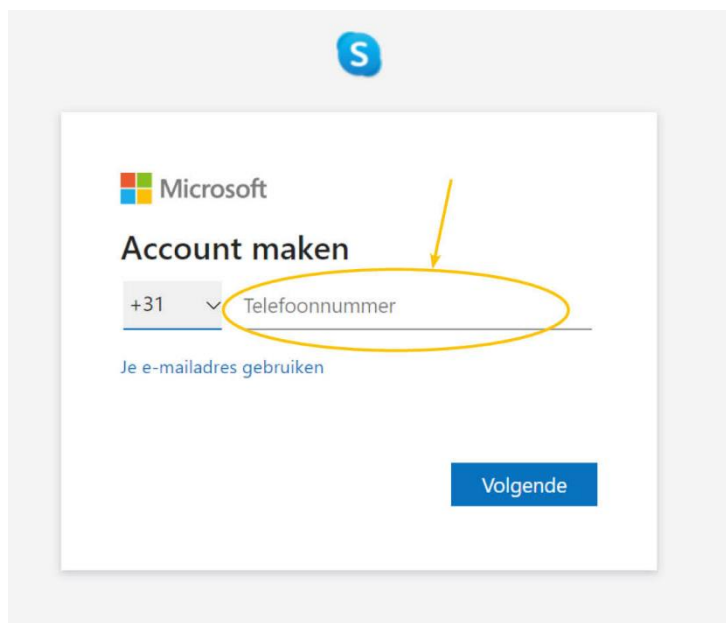 S
Microsoft
Account maken
+31 Telefoonnummer
Je e-mailadres gebruiken
Volgende